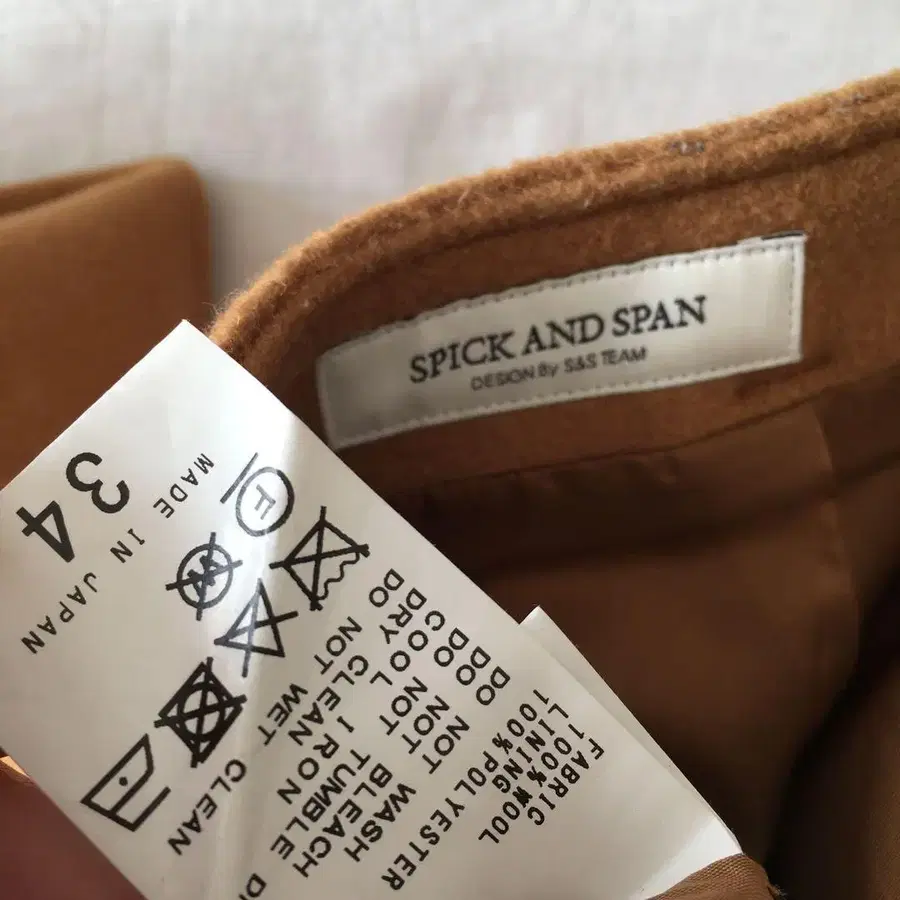 SPICK AND SPAN
DESIGN By S&S TEAM
FABRIC
100% WOOL
LINING
100%POLYESTER
DO NOT WASH
DO NOT BLEACH
DO NOT TUMBLE
COOL IRON
DRY CLEAN
DO NOT WET CLEAN
F
W
MADE IN JAPAN
34